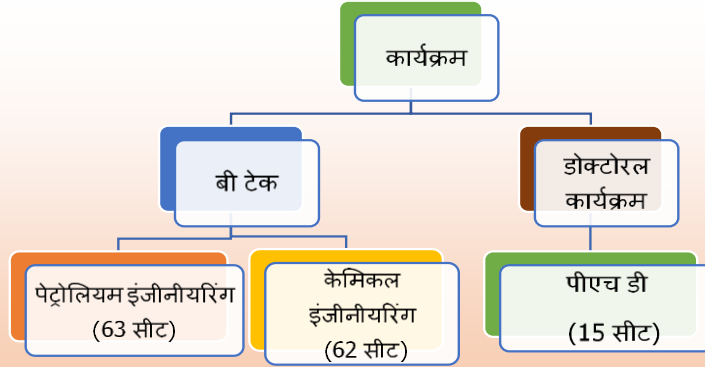 कार्यक्रम
बी टेक
डोक्टोरल
कार्यक्रम
पेट्रोलियम इंजीनीयरिंग
(63 सीट)
केमिकल
इंजीनीयरिंग
(62 सीट)
पीएच डी
(15 सीट)